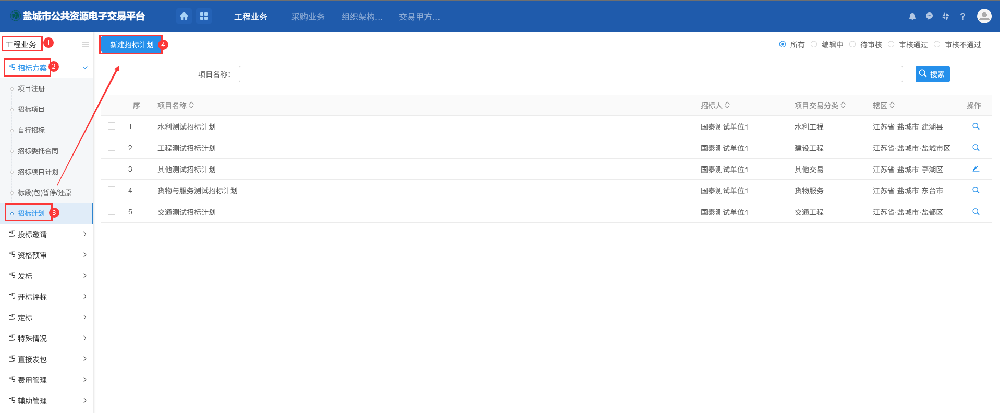 盐城市公共资源电子交易平台
工程业务 采购业务 组织架构... 交易甲方...
工程业务 1
招标方案 2
项目注册
招标项目
自行招标
招标委托合同
招标项目计划
标段(包)暂停/还原
招标计划 3
投标邀请
资格预审
发标
开标评标
定标
特殊情况
直接发包
费用管理
辅助管理
新建招标计划 4
所有 编辑中 待审核 审核通过 审核不通过
项目名称: 搜索
序 项目名称 招标人 项目交易分类 辖区 操作
1 水利测试招标计划 国泰测试单位1 水利工程 江苏省·盐城市·建湖县
2 工程测试招标计划 国泰测试单位1 建设工程 江苏省·盐城市·盐城市区
3 其他测试招标计划 国泰测试单位1 其他交易 江苏省·盐城市·亭湖区
4 货物与服务测试招标计划 国泰测试单位1 货物服务 江苏省·盐城市·东台市
5 交通测试招标计划 国泰测试单位1 交通工程 江苏省·盐城市·盐都区